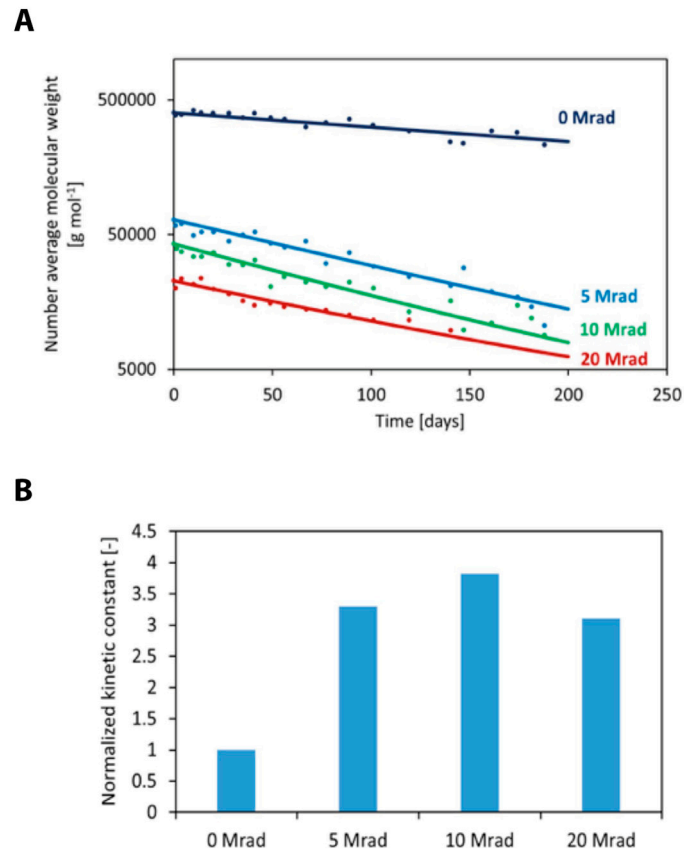 A
Number average molecular weight
[g mol-1]
500000
50000
5000
0 Mrad
5 Mrad
10 Mrad
20 Mrad
0 50 100 150 200 250
Time [days]
B
Normalized kinetic constant [-]
4.5
4
3.5
3
2.5
2
1.5
1
0.5
0
0 Mrad 5 Mrad 10 Mrad 20 Mrad